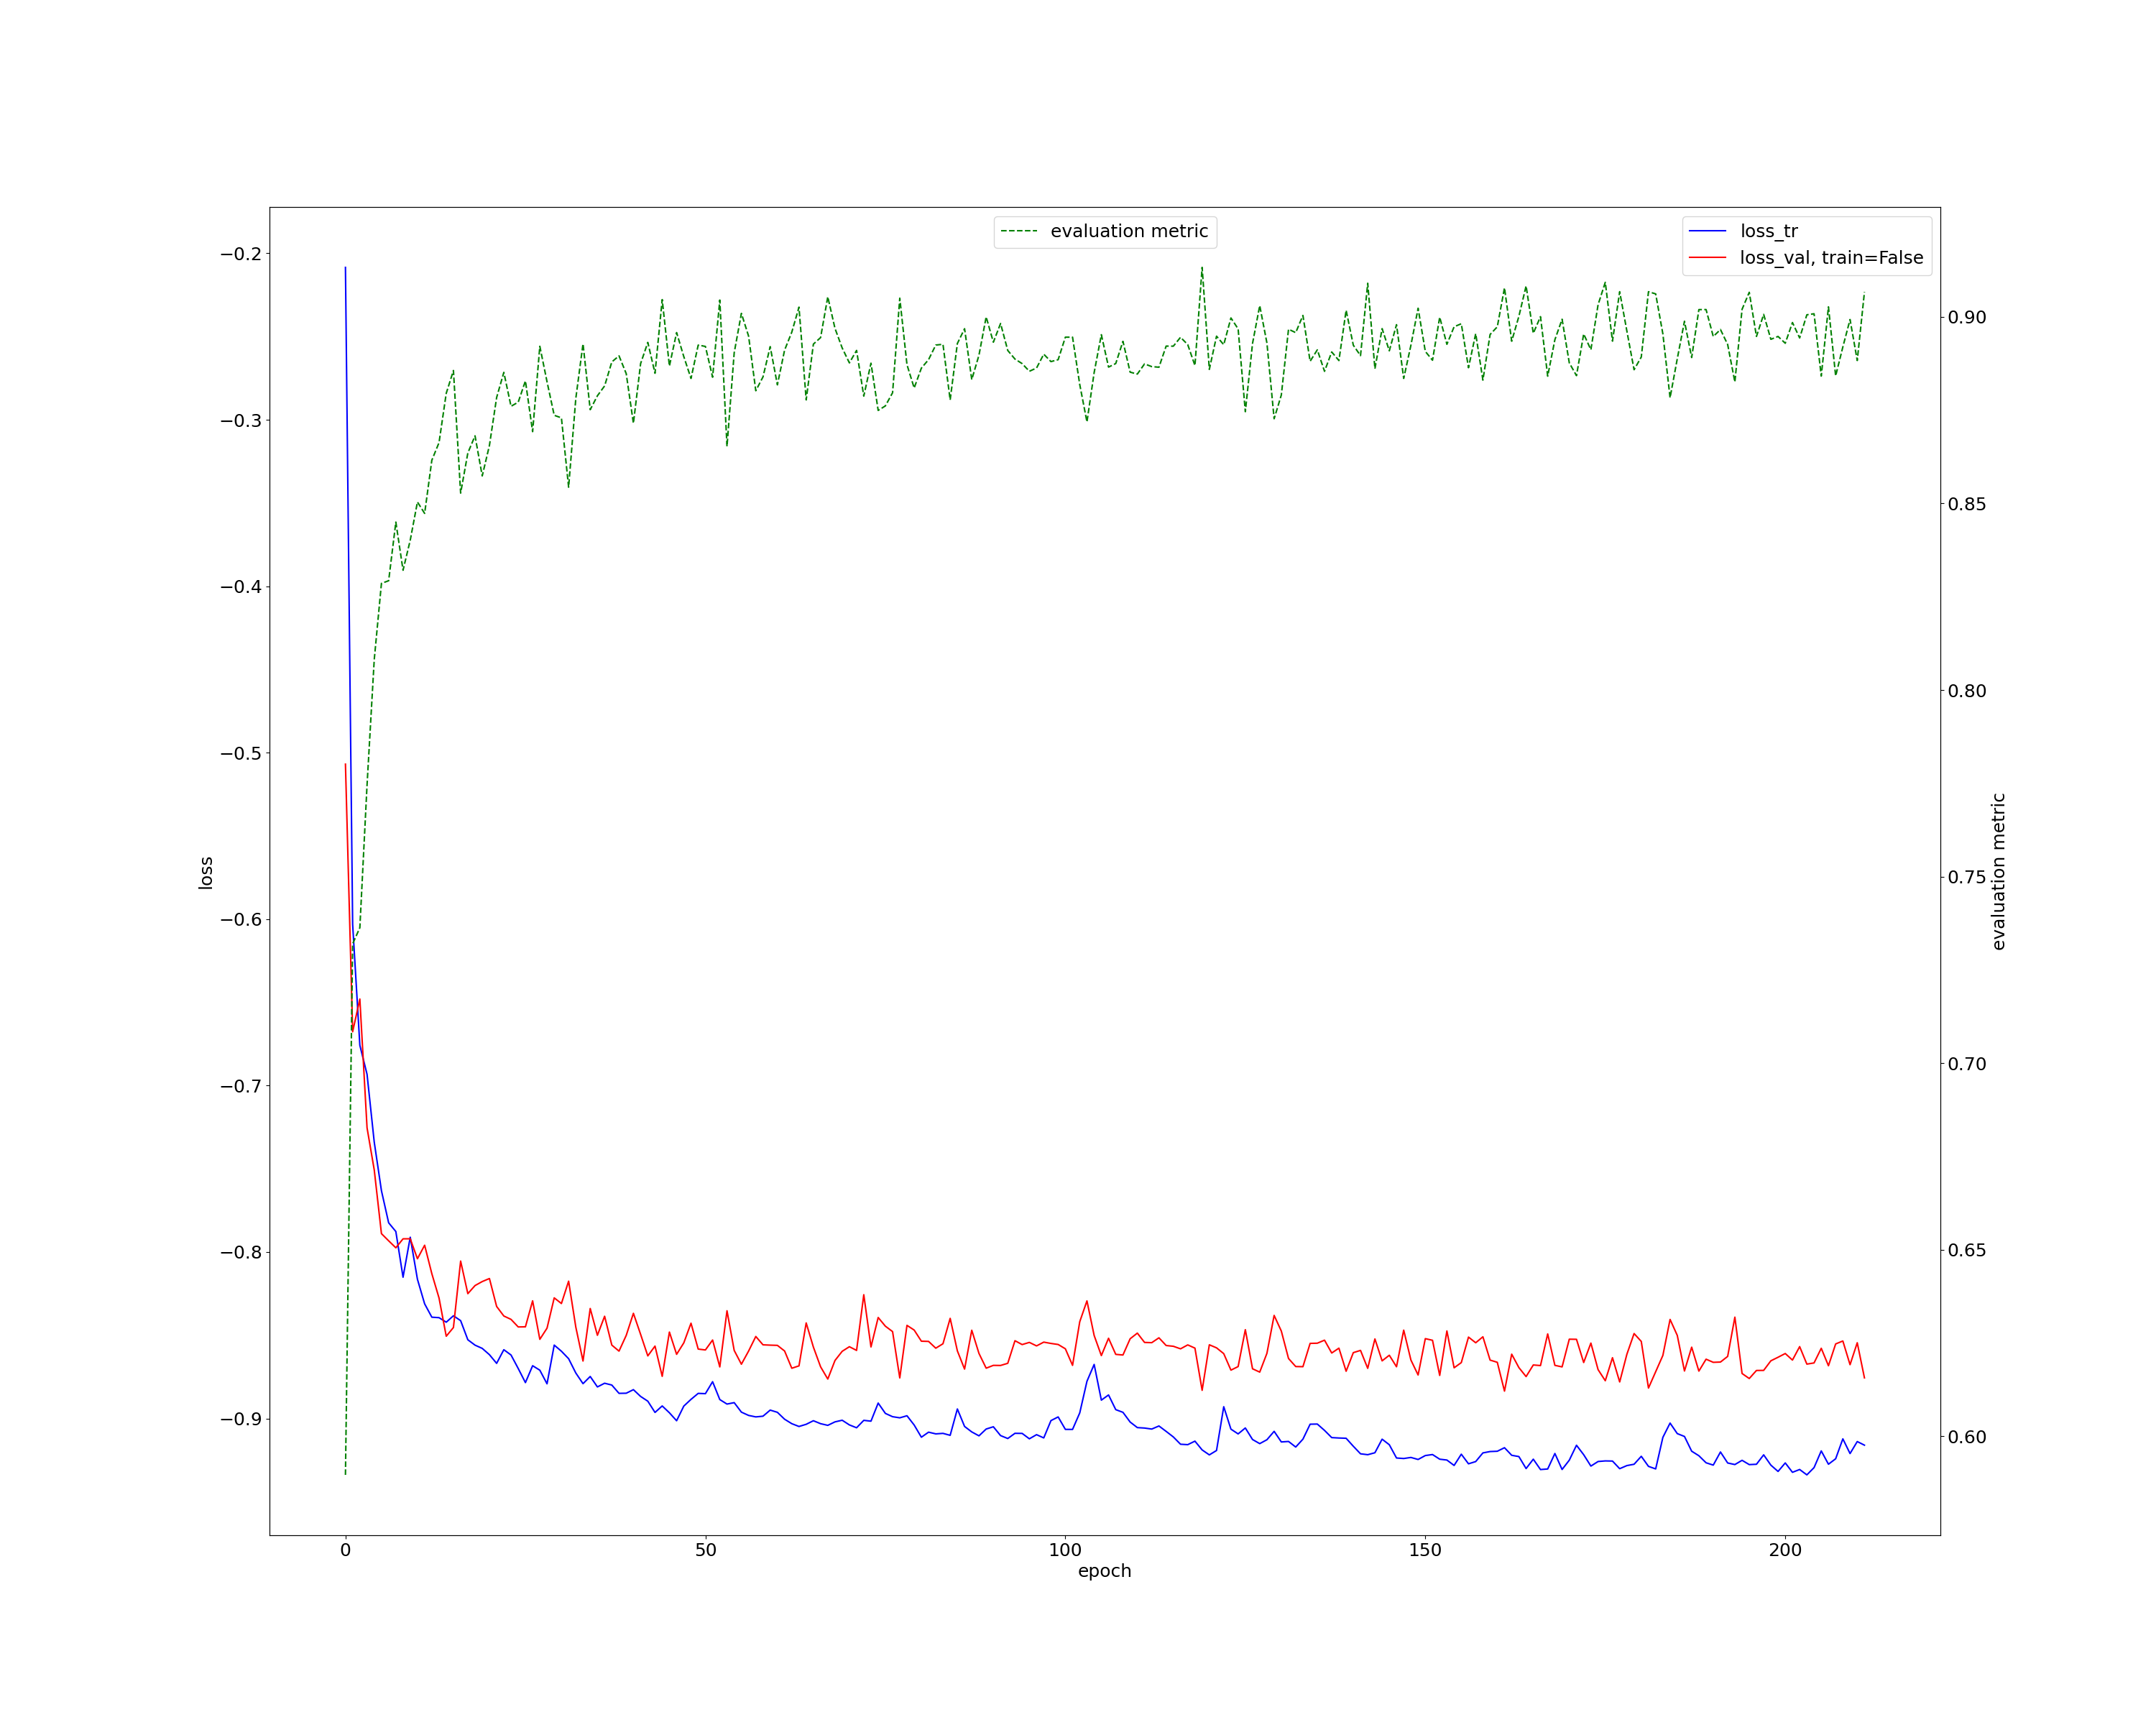 evaluation metric
loss_tr
loss_val, train=False
−0.2
−0.3
−0.4
−0.5
−0.6
−0.7
−0.8
−0.9
loss
0.90
0.85
0.80
0.75
0.70
0.65
0.60
evaluation metric
0 50 100 150 200
epoch